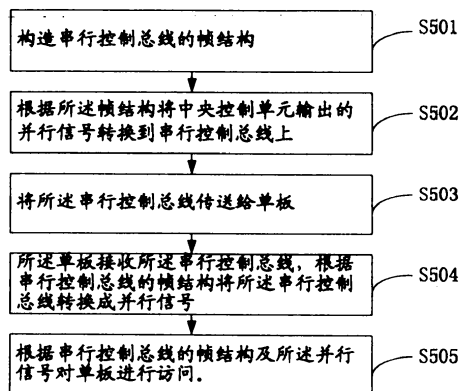 构造串行控制总线的帧结构
S501
根据所述帧结构将中央控制单元输出的
并行信号转换到串行控制总线上
S502
将所述串行控制总线传送给单板
S503
所述单板接收所述串行控制总线，根据
串行控制总线的帧结构将所述串行控制
总线转换成并行信号
S504
根据串行控制总线的帧结构及所述并行
信号对单板进行访问。
S505